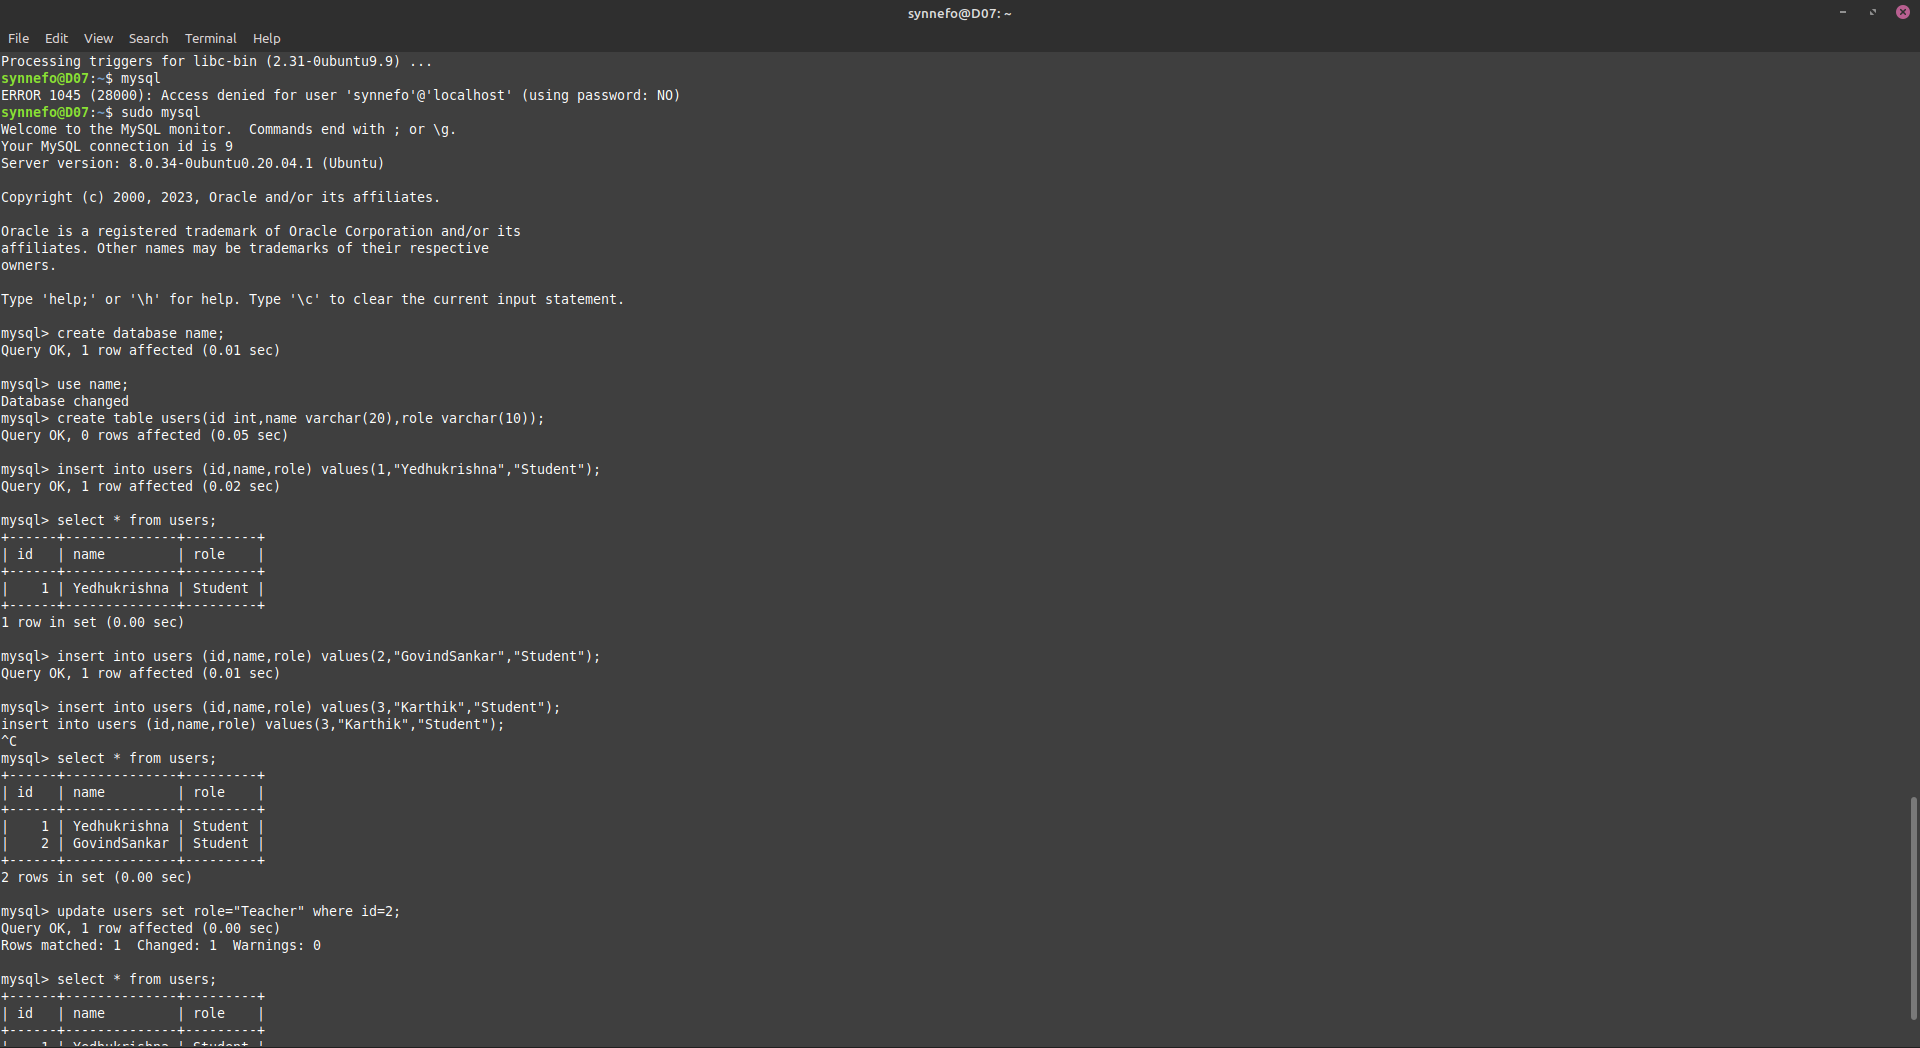 synnefo@D07: ~
File Edit View Search Terminal Help
Processing triggers for libc-bin (2.31-0ubuntu9.9) ...
synnefo@D07:~$ mysql
ERROR 1045 (28000): Access denied for user 'synnefo'@'localhost' (using password: NO)
synnefo@D07:~$ sudo mysql
Welcome to the MySQL monitor.  Commands end with ; or \g.
Your MySQL connection id is 9
Server version: 8.0.34-0ubuntu0.20.04.1 (Ubuntu)
Copyright (c) 2000, 2023, Oracle and/or its affiliates.
Oracle is a registered trademark of Oracle Corporation and/or its
affiliates. Other names may be trademarks of their respective
owners.
Type 'help;' or '\h' for help. Type '\c' to clear the current input statement.
mysql> create database name;
Query OK, 1 row affected (0.01 sec)
mysql> use name;
Database changed
mysql> create table users(id int,name varchar(20),role varchar(10));
Query OK, 0 rows affected (0.05 sec)
mysql> insert into users (id,name,role) values(1,"Yedhukrishna","Student");
Query OK, 1 row affected (0.02 sec)
mysql> select * from users;
+------+--------------+---------+
| id   | name         | role    |
+------+--------------+---------+
|    1 | Yedhukrishna | Student |
+------+--------------+---------+
1 row in set (0.00 sec)
mysql> insert into users (id,name,role) values(2,"GovindSankar","Student");
Query OK, 1 row affected (0.01 sec)
mysql> insert into users (id,name,role) values(3,"Karthik","Student");
insert into users (id,name,role) values(3,"Karthik","Student");
^C
mysql> select * from users;
+------+--------------+---------+
| id   | name         | role    |
+------+--------------+---------+
|    1 | Yedhukrishna | Student |
|    2 | GovindSankar | Student |
+------+--------------+---------+
2 rows in set (0.00 sec)
mysql> update users set role="Teacher" where id=2;
Query OK, 1 row affected (0.00 sec)
Rows matched: 1  Changed: 1  Warnings: 0
mysql> select * from users;
+------+--------------+---------+
| id   | name         | role    |
+------+--------------+---------+
|    1 | Yedhukrishna | Student |